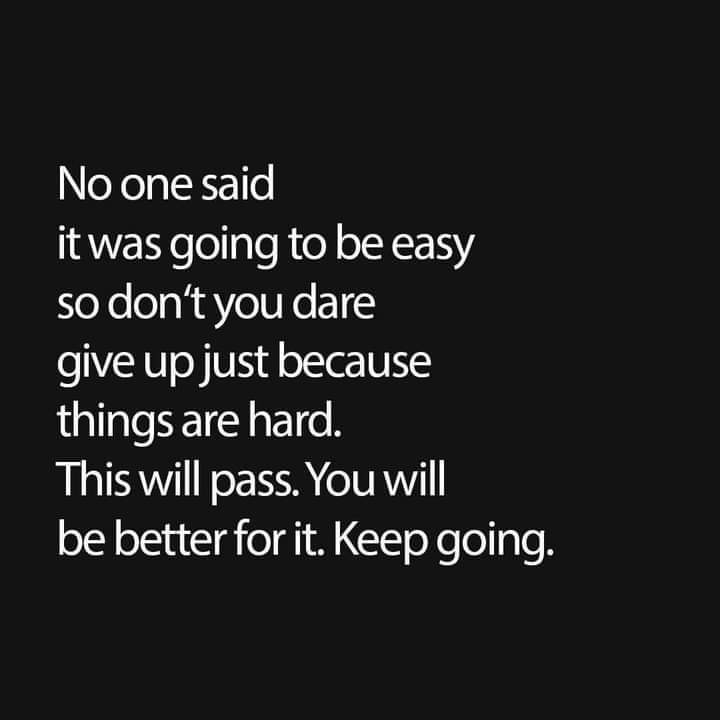 No one said
it was going to be easy
so don‘t you dare
give up just because
things are hard.
This will pass. You will
be better for it. Keep going.